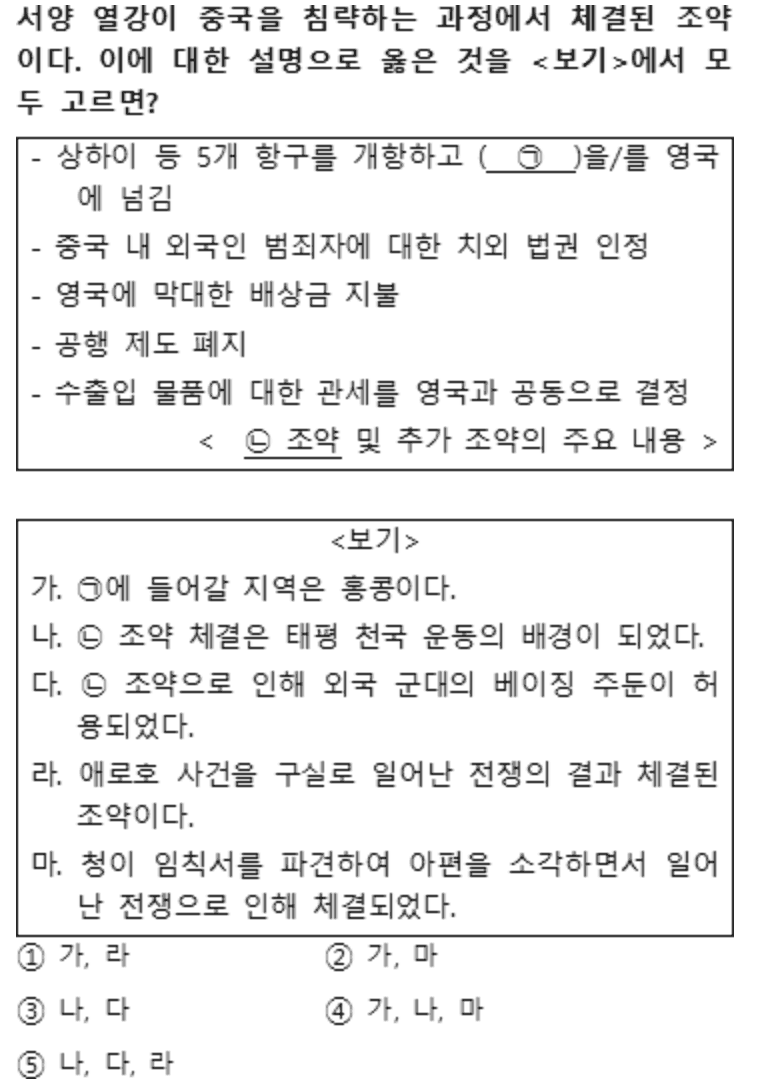 서양 열강이 중국을 침략하는 과정에서 체결된 조약
이다. 이에 대한 설명으로 옳은 것을 <보기>에서 모
두 고르면?
- 상하이 등 5개 항구를 개항하고 ( ㉠ )을/를 영국
에 넘김
- 중국 내 외국인 범죄자에 대한 치외 법권 인정
- 영국에 막대한 배상금 지불
- 공행 제도 폐지
- 수출입 물품에 대한 관세를 영국과 공동으로 결정
< ㉡ 조약 및 추가 조약의 주요 내용 >
<보기>
가. ㉠에 들어갈 지역은 홍콩이다.
나. ㉡ 조약 체결은 태평 천국 운동의 배경이 되었다.
다. ㉡ 조약으로 인해 외국 군대의 베이징 주둔이 허
용되었다.
라. 애로호 사건을 구실로 일어난 전쟁의 결과 체결된
조약이다.
마. 청이 임칙서를 파견하여 아편을 소각하면서 일어
난 전쟁으로 인해 체결되었다.
① 가, 라 ② 가, 마
③ 나, 다 ④ 가, 나, 마
⑤ 나, 다, 라